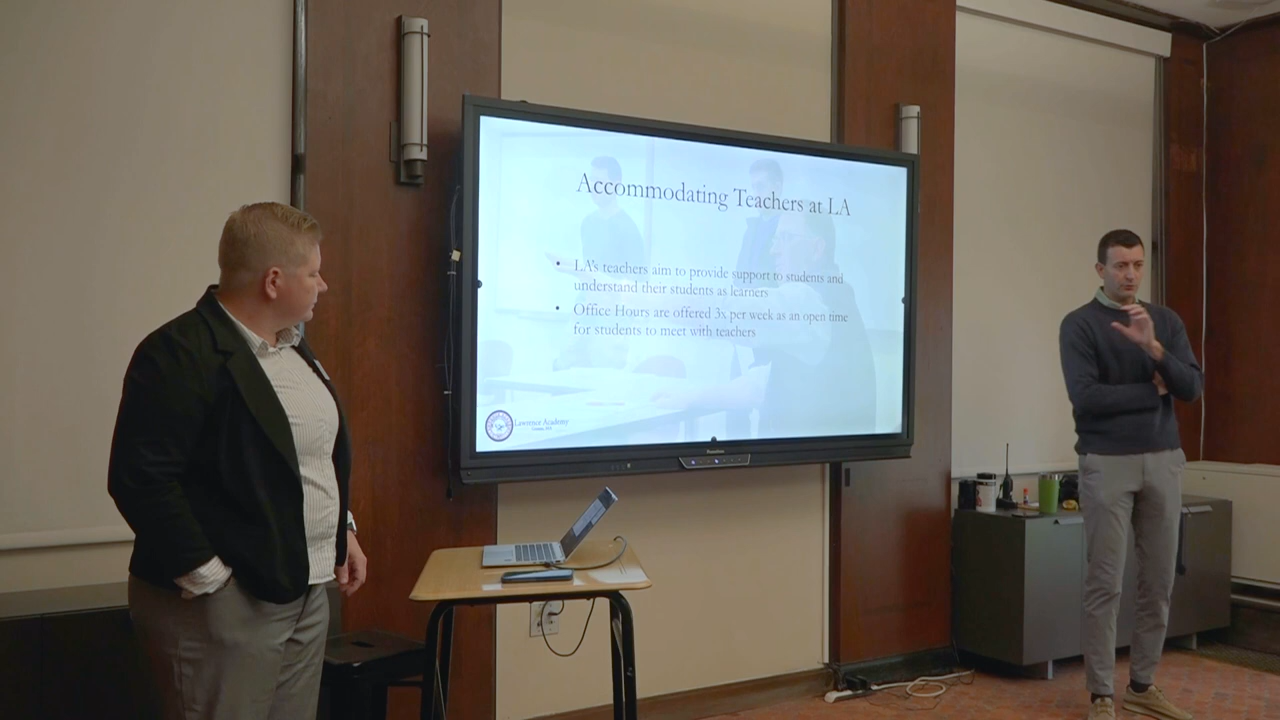 Accommodating Teachers at LA
• LA's teachers aim to provide support to students and
understand their students as learners
• Office Hours are offered 3x per week as an open time
for students to meet with teachers
Lawrence Academy